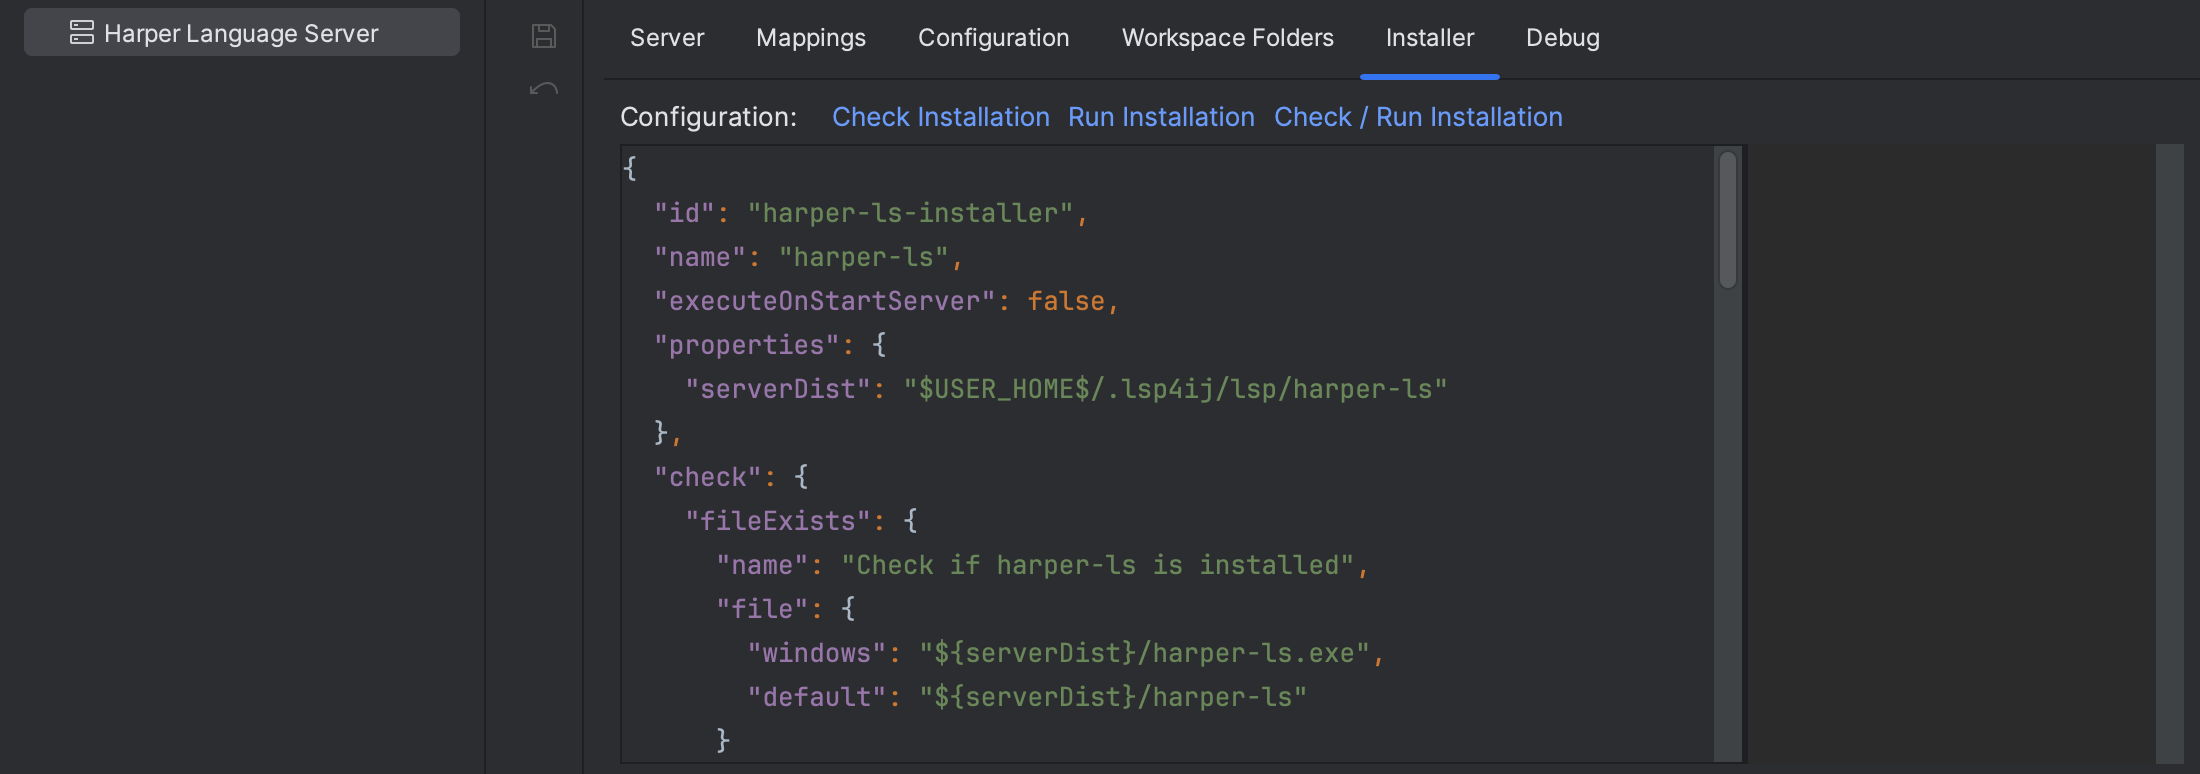 Harper Language Server
Server Mappings Configuration Workspace Folders Installer Debug
Configuration: Check Installation Run Installation Check / Run Installation
{
  "id": "harper-ls-installer",
  "name": "harper-ls",
  "executeOnStartServer": false,
  "properties": {
    "serverDist": "$USER_HOME$/.lsp4ij/lsp/harper-ls"
  },
  "check": {
    "fileExists": {
      "name": "Check if harper-ls is installed",
      "file": {
        "windows": "${serverDist}/harper-ls.exe",
        "default": "${serverDist}/harper-ls"
      }